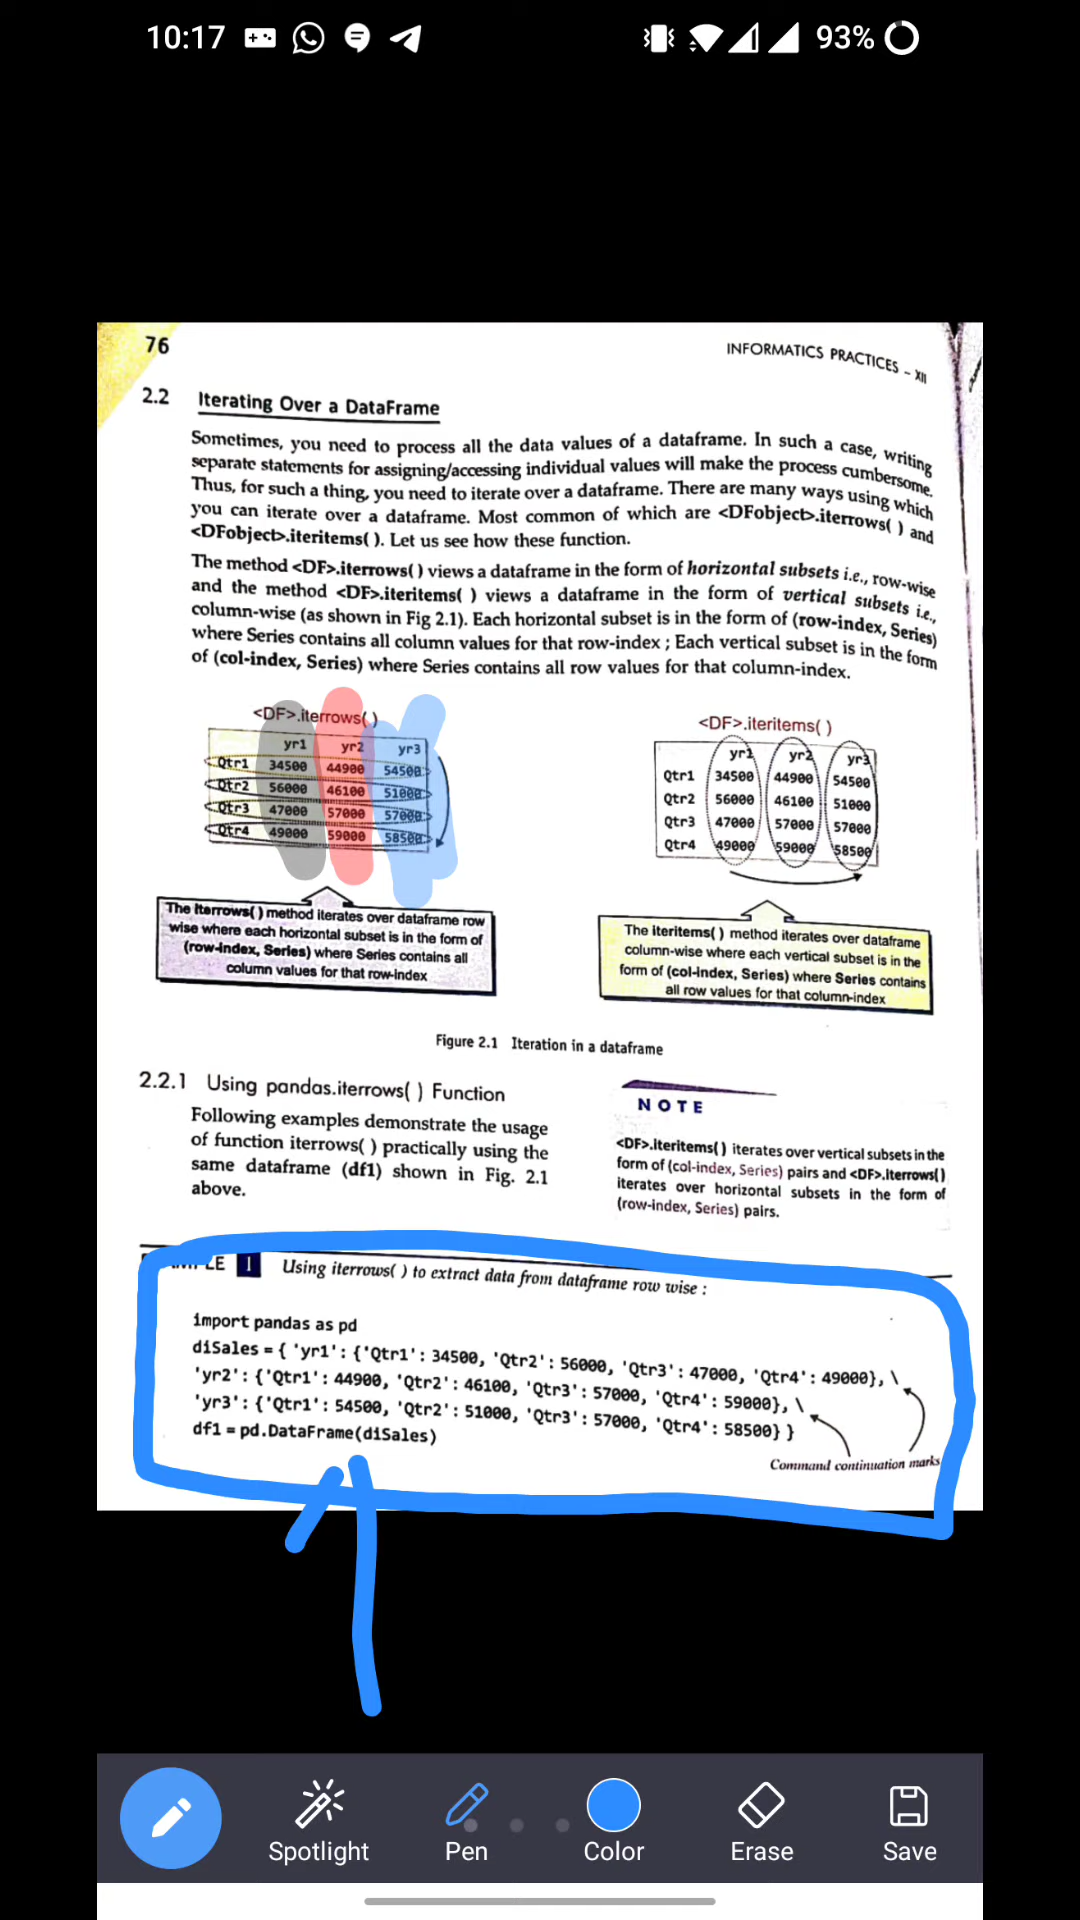 10:17
93%
76
INFORMATICS PRACTICES – XII
2.2 Iterating Over a DataFrame
Sometimes, you need to process all the data values of a dataframe. In such a case, writing
separate statements for assigning/accessing individual values will make the process cumbersome.
Thus, for such a thing, you need to iterate over a dataframe. There are many ways using which
you can iterate over a dataframe. Most common of which are <DFobject>.iterrows( ) and
<DFobject>.iteritems( ). Let us see how these function.
The method <DF>.iterrows( ) views a dataframe in the form of horizontal subsets i.e., row-wise
and the method <DF>.iteritems( ) views a dataframe in the form of vertical subsets i.e.,
column-wise (as shown in Fig 2.1). Each horizontal subset is in the form of (row-index, Series)
where Series contains all column values for that row-index ; Each vertical subset is in the form
of (col-index, Series) where Series contains all row values for that column-index.
<DF>.iterrows( )
yr1 yr2 yr3
Qtr1 34500 44900 54500
Qtr2 56000 46100 51000
Qtr3 47000 57000 57000
Qtr4 49000 59000 58500
The iterrows( ) method iterates over dataframe row
wise where each horizontal subset is in the form of
(row-index, Series) where Series contains all
column values for that row-index
<DF>.iteritems( )
yr1 yr2 yr3
Qtr1 34500 44900 54500
Qtr2 56000 46100 51000
Qtr3 47000 57000 57000
Qtr4 49000 59000 58500
The iteritems( ) method iterates over dataframe
column-wise where each vertical subset is in the
form of (col-index, Series) where Series contains
all row values for that column-index
Figure 2.1 Iteration in a dataframe
2.2.1 Using pandas.iterrows( ) Function
Following examples demonstrate the usage
of function iterrows( ) practically using the
same dataframe (df1) shown in Fig. 2.1
above.
NOTE
<DF>.iteritems( ) iterates over vertical subsets in the
form of (col-index, Series) pairs and <DF>.iterrows( )
iterates over horizontal subsets in the form of
(row-index, Series) pairs.
1 Using iterrows( ) to extract data from dataframe row wise :
import pandas as pd
diSales = { 'yr1': {'Qtr1': 34500, 'Qtr2': 56000, 'Qtr3': 47000, 'Qtr4': 49000}, \
'yr2': {'Qtr1': 44900, 'Qtr2': 46100, 'Qtr3': 57000, 'Qtr4': 59000}, \
'yr3': {'Qtr1': 54500, 'Qtr2': 51000, 'Qtr3': 57000, 'Qtr4': 58500} }
df1 = pd.DataFrame(diSales)
Command continuation marks
Spotlight
Pen
Color
Erase
Save